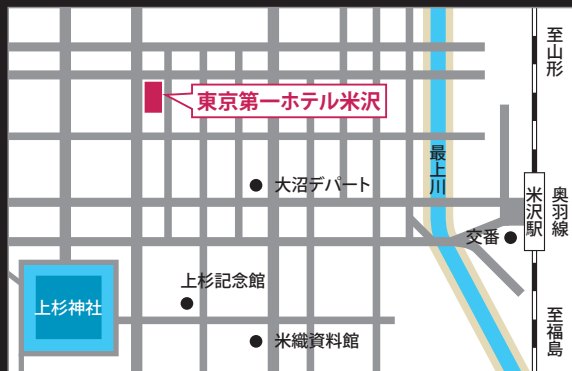 至山形
東京第一ホテル米沢
最上川
大沼デパート
米沢駅
奥羽線
交番
上杉記念館
上杉神社
至福島
米織資料館